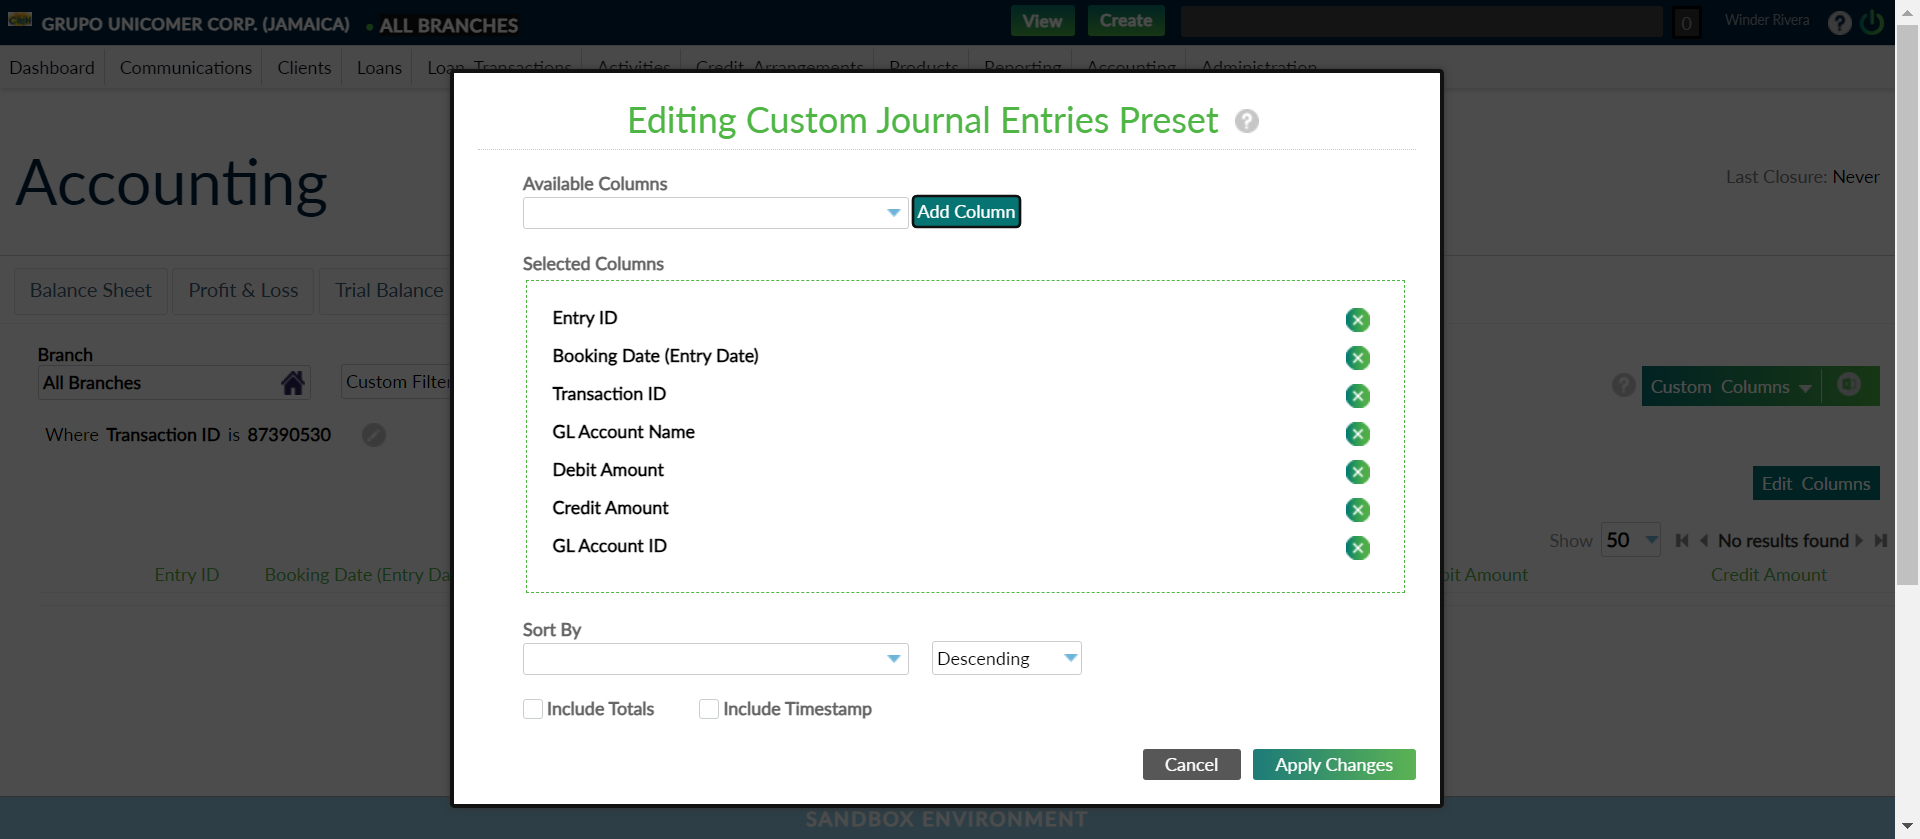 GRUPO UNICOMER CORP. (JAMAICA) • ALL BRANCHES View Create 0 Winder Rivera ?
Dashboard Communications Clients Loans Loan Transactions Activities Credit Arrangements Products Reporting Accounting Administration
Editing Custom Journal Entries Preset ?
Accounting
Last Closure: Never
Available Columns
Add Column
Selected Columns
Balance Sheet Profit & Loss Trial Balance
Entry ID
Booking Date (Entry Date)
Transaction ID
GL Account Name
Debit Amount
Credit Amount
GL Account ID
Branch
All Branches Custom Filter
Where Transaction ID is 87390530
? Custom Columns
Edit Columns
Show 50 No results found
Entry ID Booking Date (Entry Da bit Amount Credit Amount
Sort By
Descending
Include Totals Include Timestamp
Cancel Apply Changes
SANDBOX ENVIRONMENT